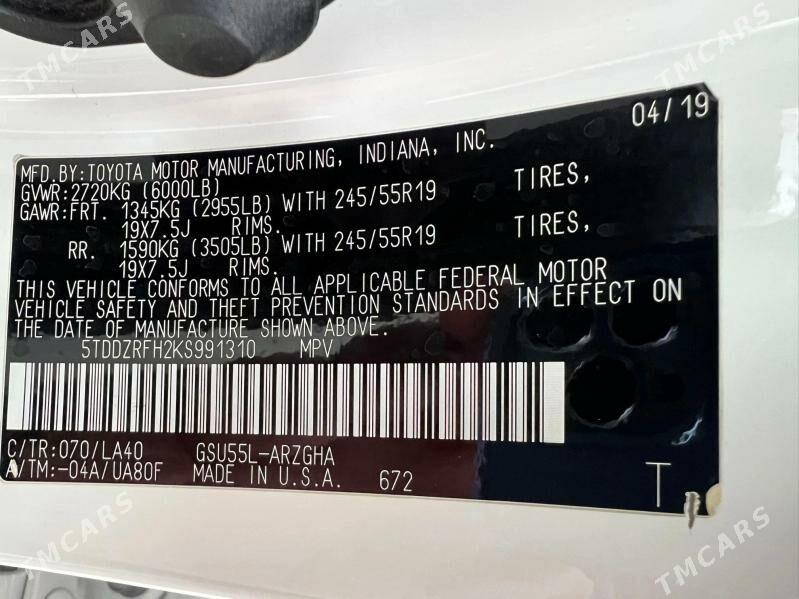 04/19
MFD.BY:TOYOTA MOTOR MANUFACTURING, INDIANA, INC.
GVWR:2720KG (6000LB)
GAWR:FRT. 1345KG (2955LB) WITH 245/55R19 TIRES,
19X7.5J RIMS.
RR. 1590KG (3505LB) WITH 245/55R19 TIRES,
19X7.5J RIMS.
THIS VEHICLE CONFORMS TO ALL APPLICABLE FEDERAL MOTOR
VEHICLE SAFETY AND THEFT PREVENTION STANDARDS IN EFFECT ON
THE DATE OF MANUFACTURE SHOWN ABOVE.
5TDDZRFH2KS991310 MPV
C/TR:070/LA40 GSU55L-ARZGHA
A/TM:-04A/UA80F MADE IN U.S.A. 672
T
TMCARS
TMCARS
TMCARS
TMCARS
TMCARS